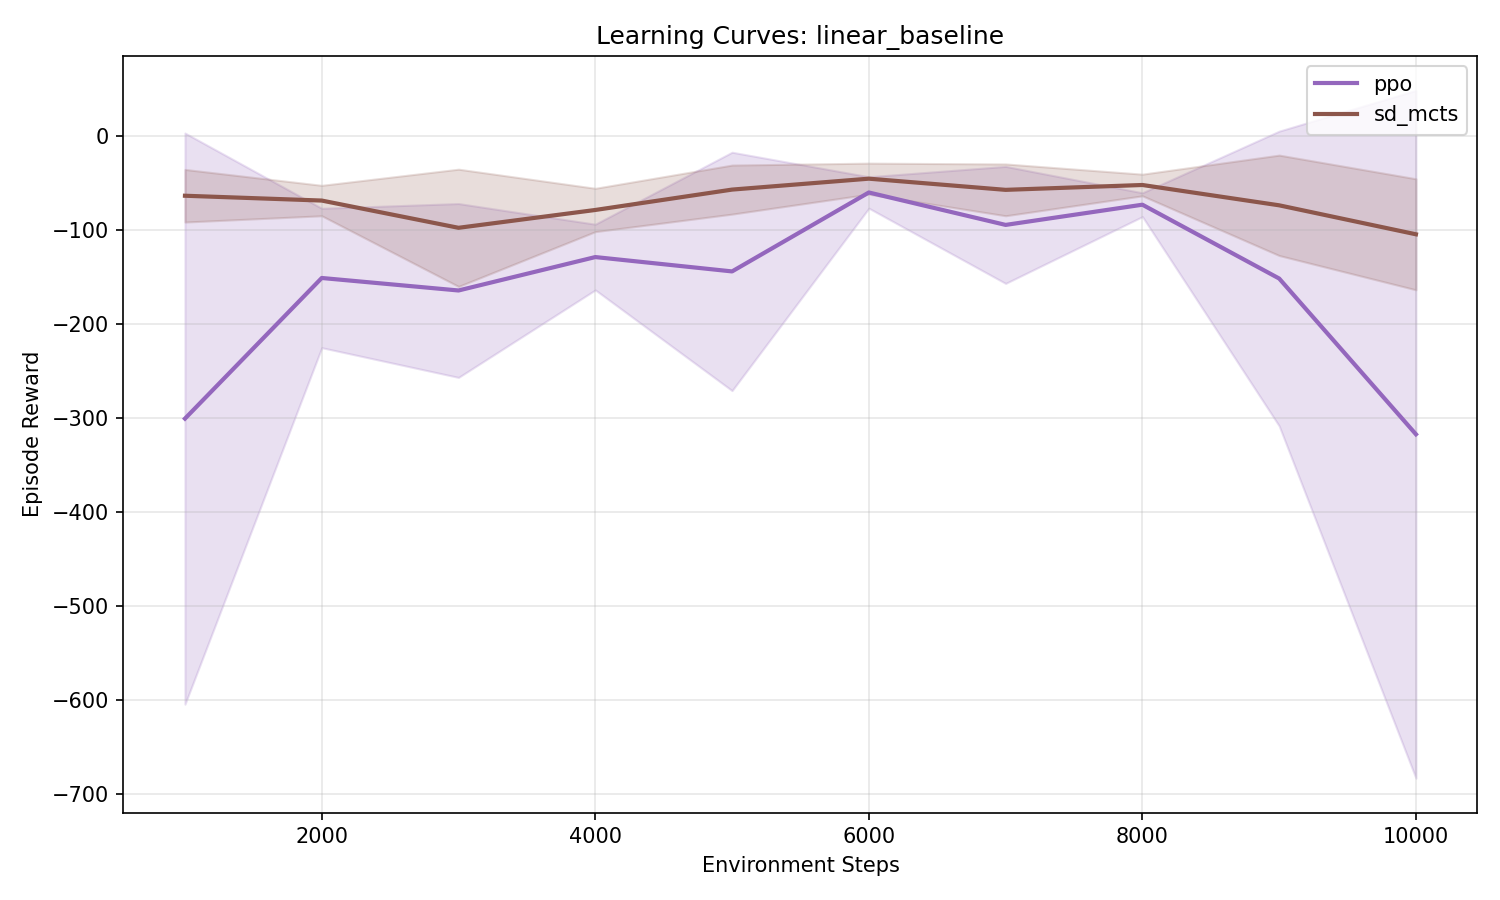 Learning Curves: linear_baseline
ppo
sd_mcts
0
−100
−200
−300
−400
−500
−600
−700
Episode Reward
2000
4000
6000
8000
10000
Environment Steps